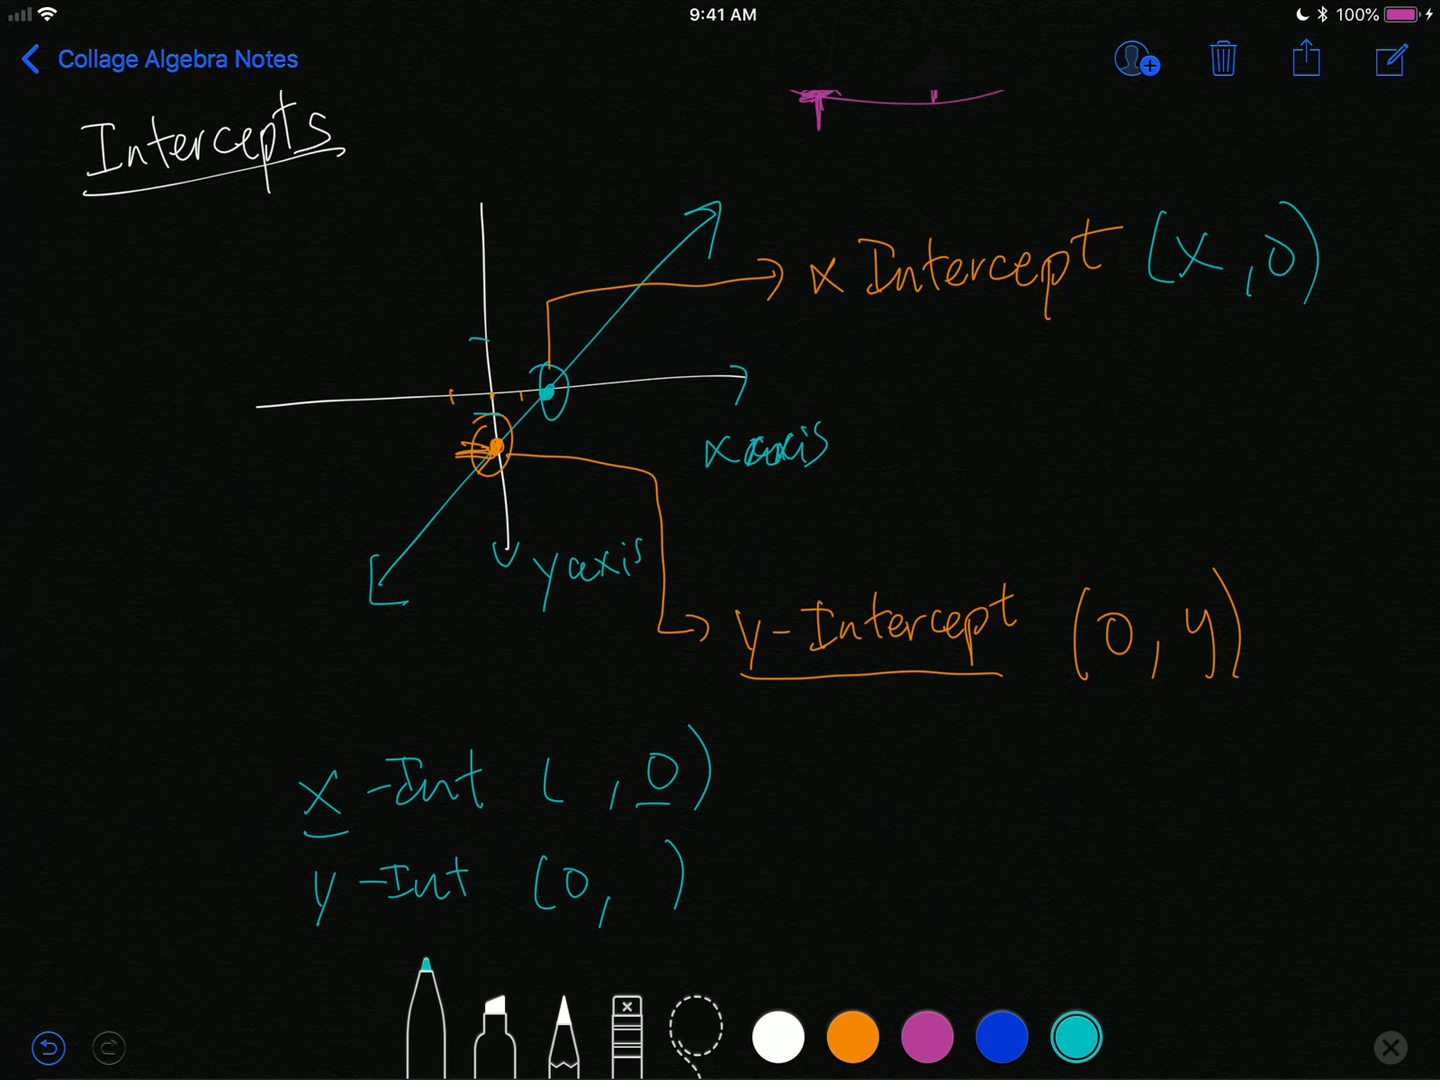 9:41 AM
100%
Collage Algebra Notes
Intercepts
x Intercept (x, 0)
x axis
y axis
y-Intercept (0, y)
x-Int ( , 0)
y-Int (0, )